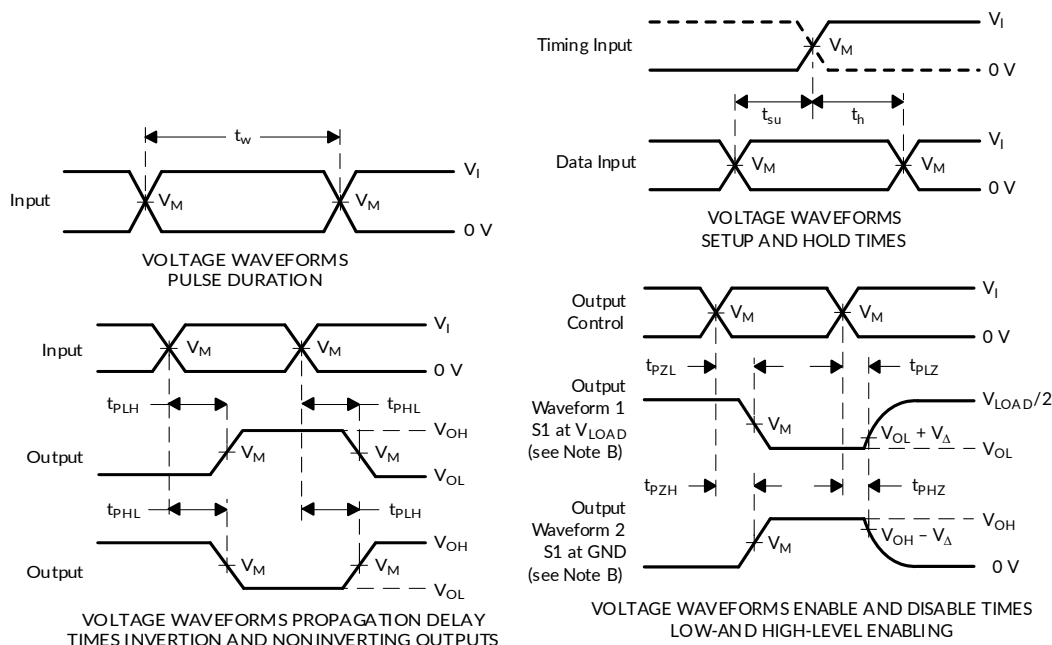 t_w
V_I
Input
V_M
V_M
0 V
VOLTAGE WAVEFORMS
PULSE DURATION
Timing Input
V_I
V_M
0 V
t_su
t_h
Data Input
V_I
V_M
V_M
0 V
VOLTAGE WAVEFORMS
SETUP AND HOLD TIMES
Input
V_I
V_M
V_M
0 V
t_PLH
t_PHL
Output
V_OH
V_M
V_M
V_OL
t_PHL
t_PLH
Output
V_OH
V_M
V_M
V_OL
VOLTAGE WAVEFORMS PROPAGATION DELAY
TIMES INVERTION AND NONINVERTING OUTPUTS
Output
Control
V_I
V_M
V_M
0 V
t_PZL
t_PLZ
Output
Waveform 1
S1 at V_LOAD
(see Note B)
V_LOAD/2
V_M
V_OL + V_Δ
V_OL
t_PZH
t_PHZ
Output
Waveform 2
S1 at GND
(see Note B)
V_OH
V_M
V_OH – V_Δ
0 V
VOLTAGE WAVEFORMS ENABLE AND DISABLE TIMES
LOW-AND HIGH-LEVEL ENABLING